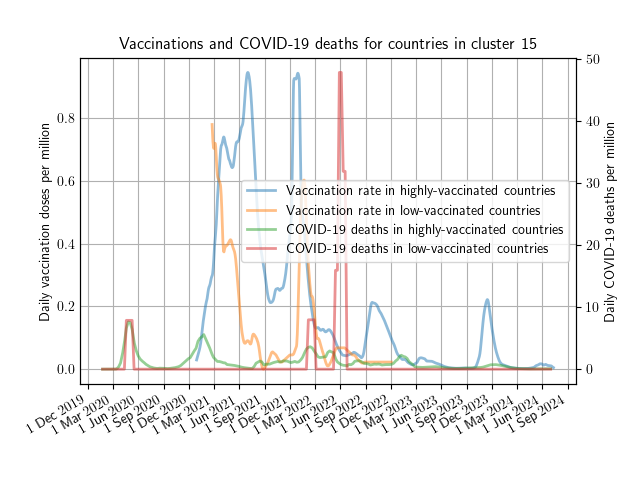 Vaccinations and COVID-19 deaths for countries in cluster 15
Daily vaccination doses per million
0.8
0.6
0.4
0.2
0.0
50
40
30
20
10
0
Daily COVID-19 deaths per million
Vaccination rate in highly-vaccinated countries
Vaccination rate in low-vaccinated countries
COVID-19 deaths in highly-vaccinated countries
COVID-19 deaths in low-vaccinated countries
1 Dec 2019
1 Mar 2020
1 Jun 2020
1 Sep 2020
1 Dec 2020
1 Mar 2021
1 Jun 2021
1 Sep 2021
1 Dec 2021
1 Mar 2022
1 Jun 2022
1 Sep 2022
1 Dec 2022
1 Mar 2023
1 Jun 2023
1 Sep 2023
1 Dec 2023
1 Mar 2024
1 Jun 2024
1 Sep 2024